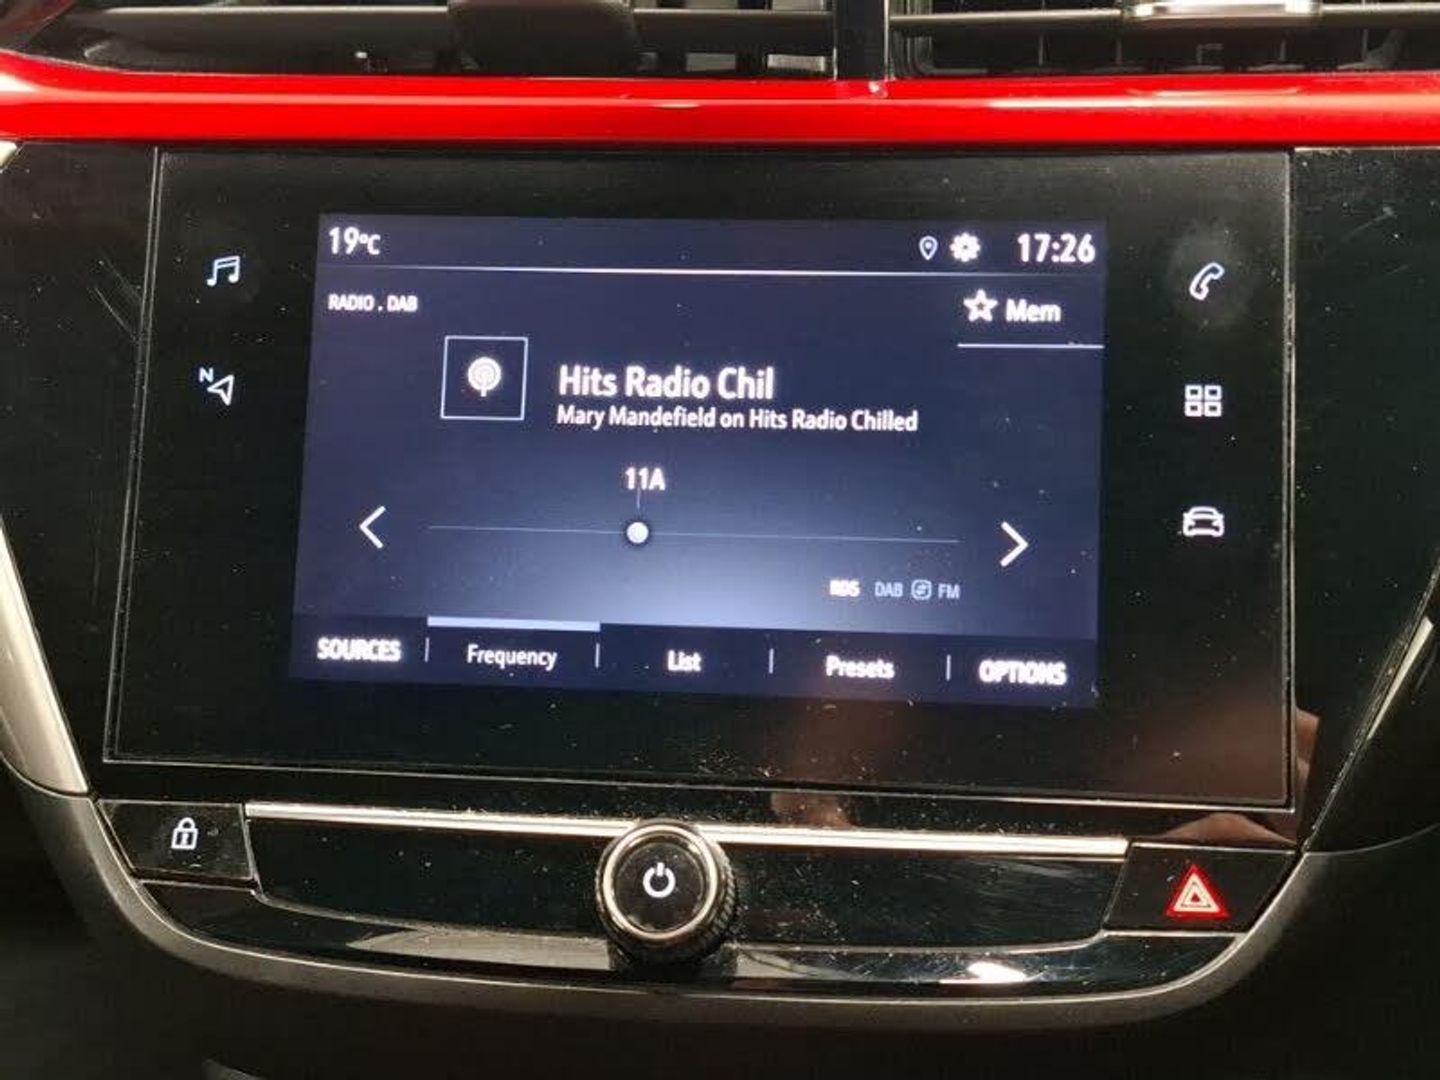 19°C 17:26
RADIO . DAB
Mem
N
Hits Radio Chil
Mary Mandefield on Hits Radio Chilled
11A
RDS DAB FM
SOURCES Frequency List Presets OPTIONS